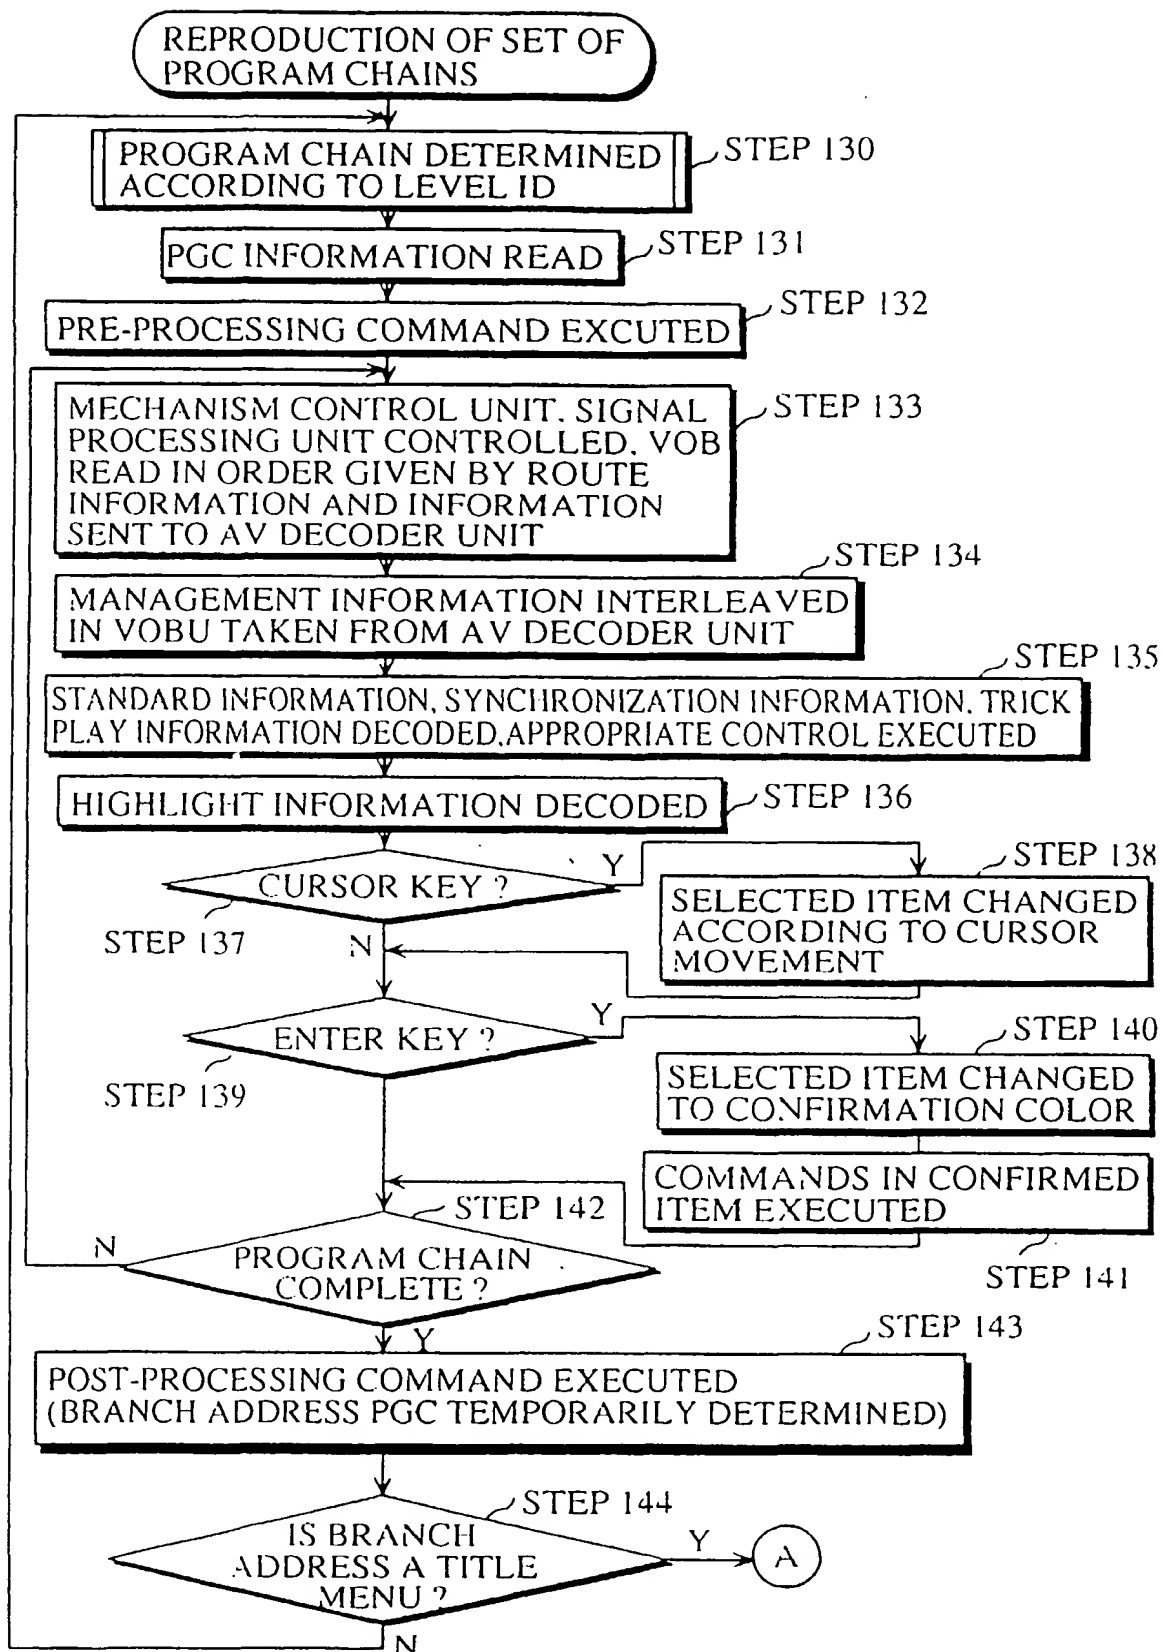 REPRODUCTION OF SET OF
PROGRAM CHAINS
PROGRAM CHAIN DETERMINED
ACCORDING TO LEVEL ID
STEP 130
PGC INFORMATION READ
STEP 131
PRE-PROCESSING COMMAND EXCUTED
STEP 132
MECHANISM CONTROL UNIT, SIGNAL
PROCESSING UNIT CONTROLLED, VOB
READ IN ORDER GIVEN BY ROUTE
INFORMATION AND INFORMATION
SENT TO AV DECODER UNIT
STEP 133
MANAGEMENT INFORMATION INTERLEAVED
IN VOBU TAKEN FROM AV DECODER UNIT
STEP 134
STANDARD INFORMATION, SYNCHRONIZATION INFORMATION, TRICK
PLAY INFORMATION DECODED, APPROPRIATE CONTROL EXECUTED
STEP 135
HIGHLIGHT INFORMATION DECODED
STEP 136
CURSOR KEY ?
STEP 137
Y
N
SELECTED ITEM CHANGED
ACCORDING TO CURSOR
MOVEMENT
STEP 138
ENTER KEY ?
STEP 139
Y
SELECTED ITEM CHANGED
TO CONFIRMATION COLOR
STEP 140
COMMANDS IN CONFIRMED
ITEM EXECUTED
STEP 141
PROGRAM CHAIN
COMPLETE ?
STEP 142
N
Y
POST-PROCESSING COMMAND EXECUTED
(BRANCH ADDRESS PGC TEMPORARILY DETERMINED)
STEP 143
IS BRANCH
ADDRESS A TITLE
MENU ?
STEP 144
Y
A
N